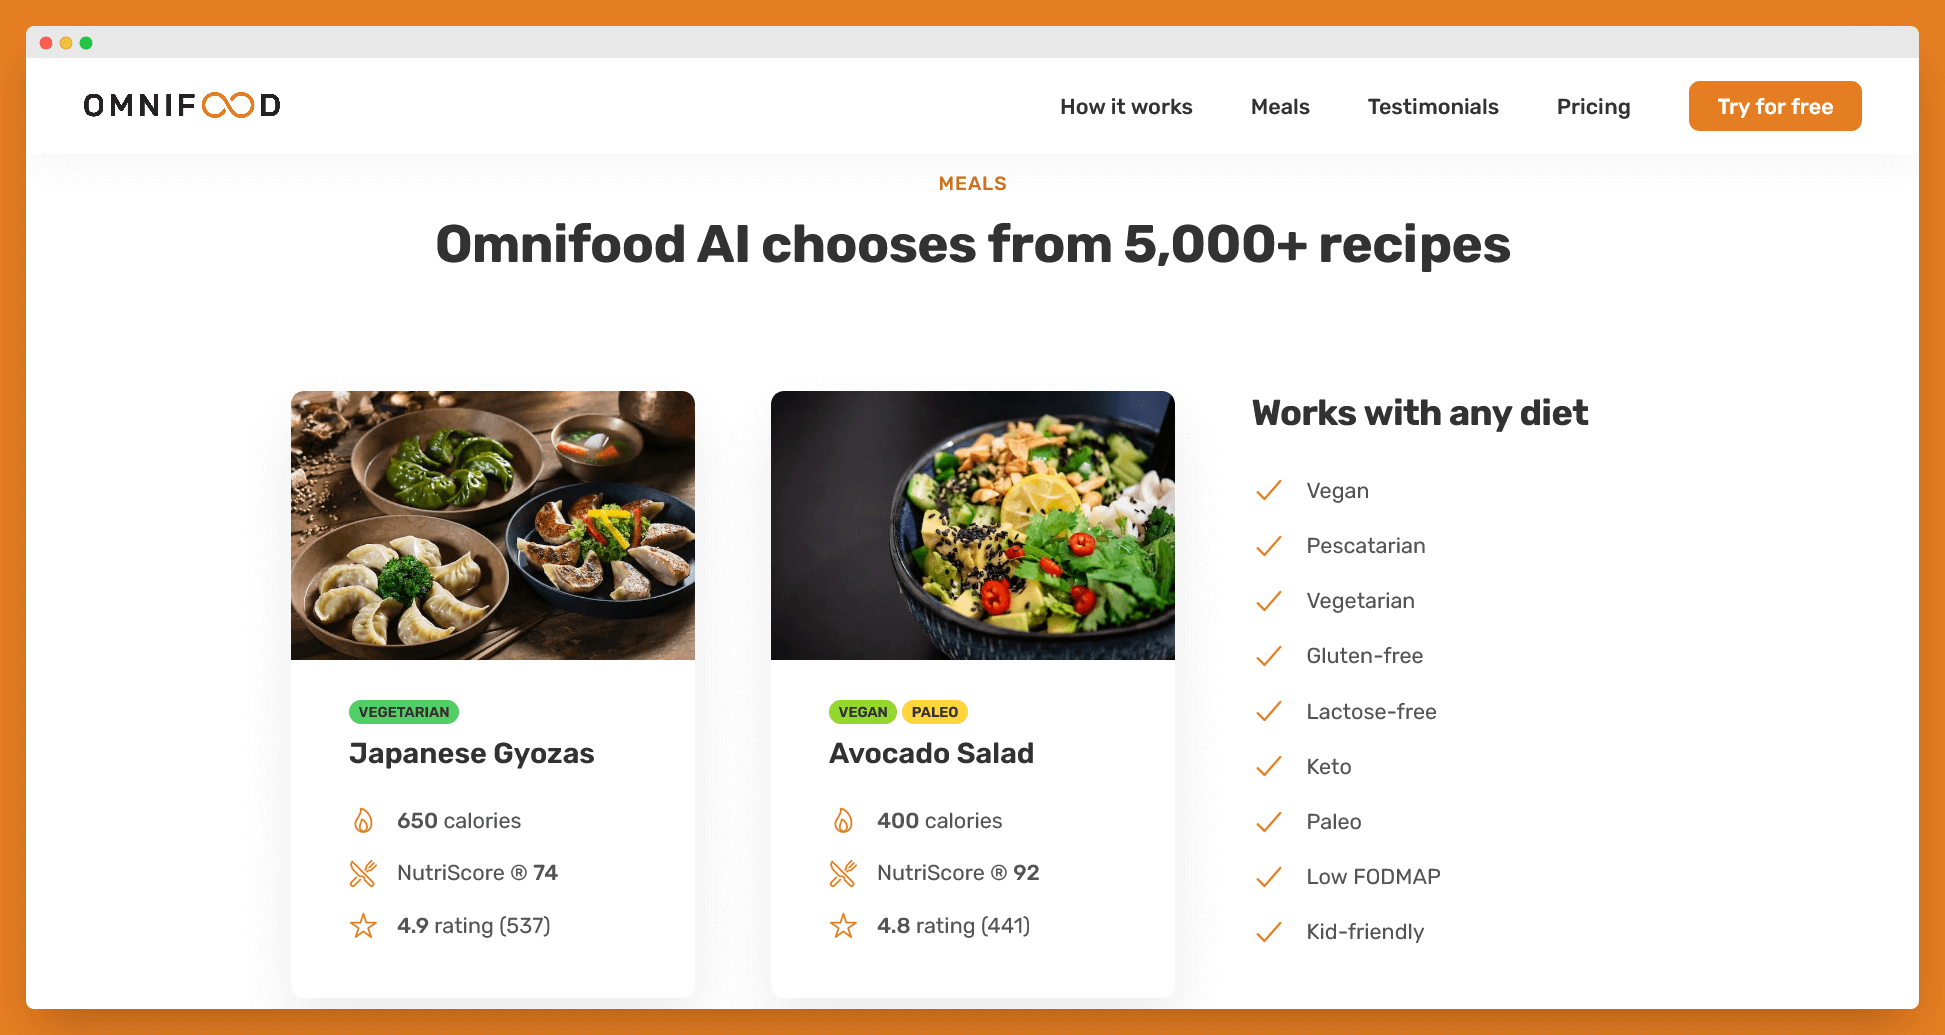 OMNIFOOD
How it works
Meals
Testimonials
Pricing
Try for free
MEALS
Omnifood AI chooses from 5,000+ recipes
VEGETARIAN
Japanese Gyozas
650 calories
NutriScore ® 74
4.9 rating (537)
VEGAN PALEO
Avocado Salad
400 calories
NutriScore ® 92
4.8 rating (441)
Works with any diet
Vegan
Pescatarian
Vegetarian
Gluten-free
Lactose-free
Keto
Paleo
Low FODMAP
Kid-friendly